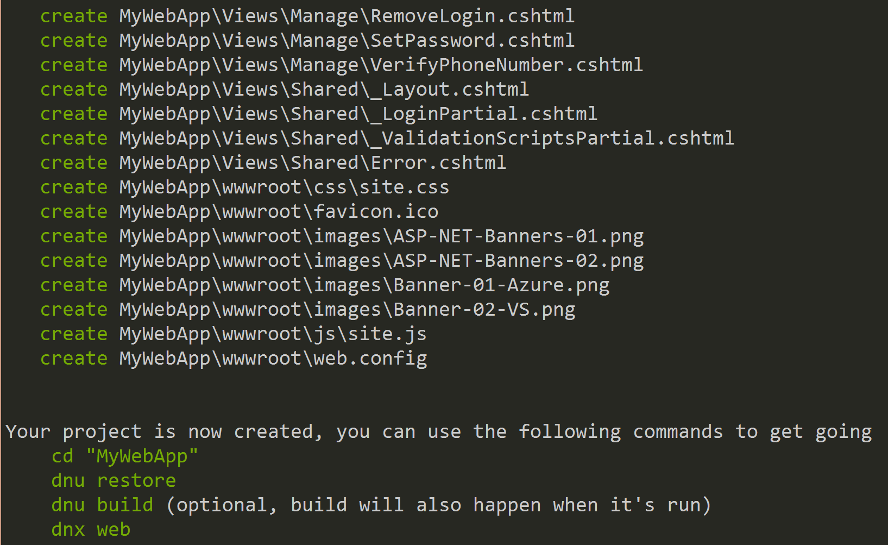 create MyWebApp\Views\Manage\RemoveLogin.cshtml
create MyWebApp\Views\Manage\SetPassword.cshtml
create MyWebApp\Views\Manage\VerifyPhoneNumber.cshtml
create MyWebApp\Views\Shared\_Layout.cshtml
create MyWebApp\Views\Shared\_LoginPartial.cshtml
create MyWebApp\Views\Shared\_ValidationScriptsPartial.cshtml
create MyWebApp\Views\Shared\Error.cshtml
create MyWebApp\wwwroot\css\site.css
create MyWebApp\wwwroot\favicon.ico
create MyWebApp\wwwroot\images\ASP-NET-Banners-01.png
create MyWebApp\wwwroot\images\ASP-NET-Banners-02.png
create MyWebApp\wwwroot\images\Banner-01-Azure.png
create MyWebApp\wwwroot\images\Banner-02-VS.png
create MyWebApp\wwwroot\js\site.js
create MyWebApp\wwwroot\web.config
Your project is now created, you can use the following commands to get going
cd "MyWebApp"
dnu restore
dnu build (optional, build will also happen when it's run)
dnx web